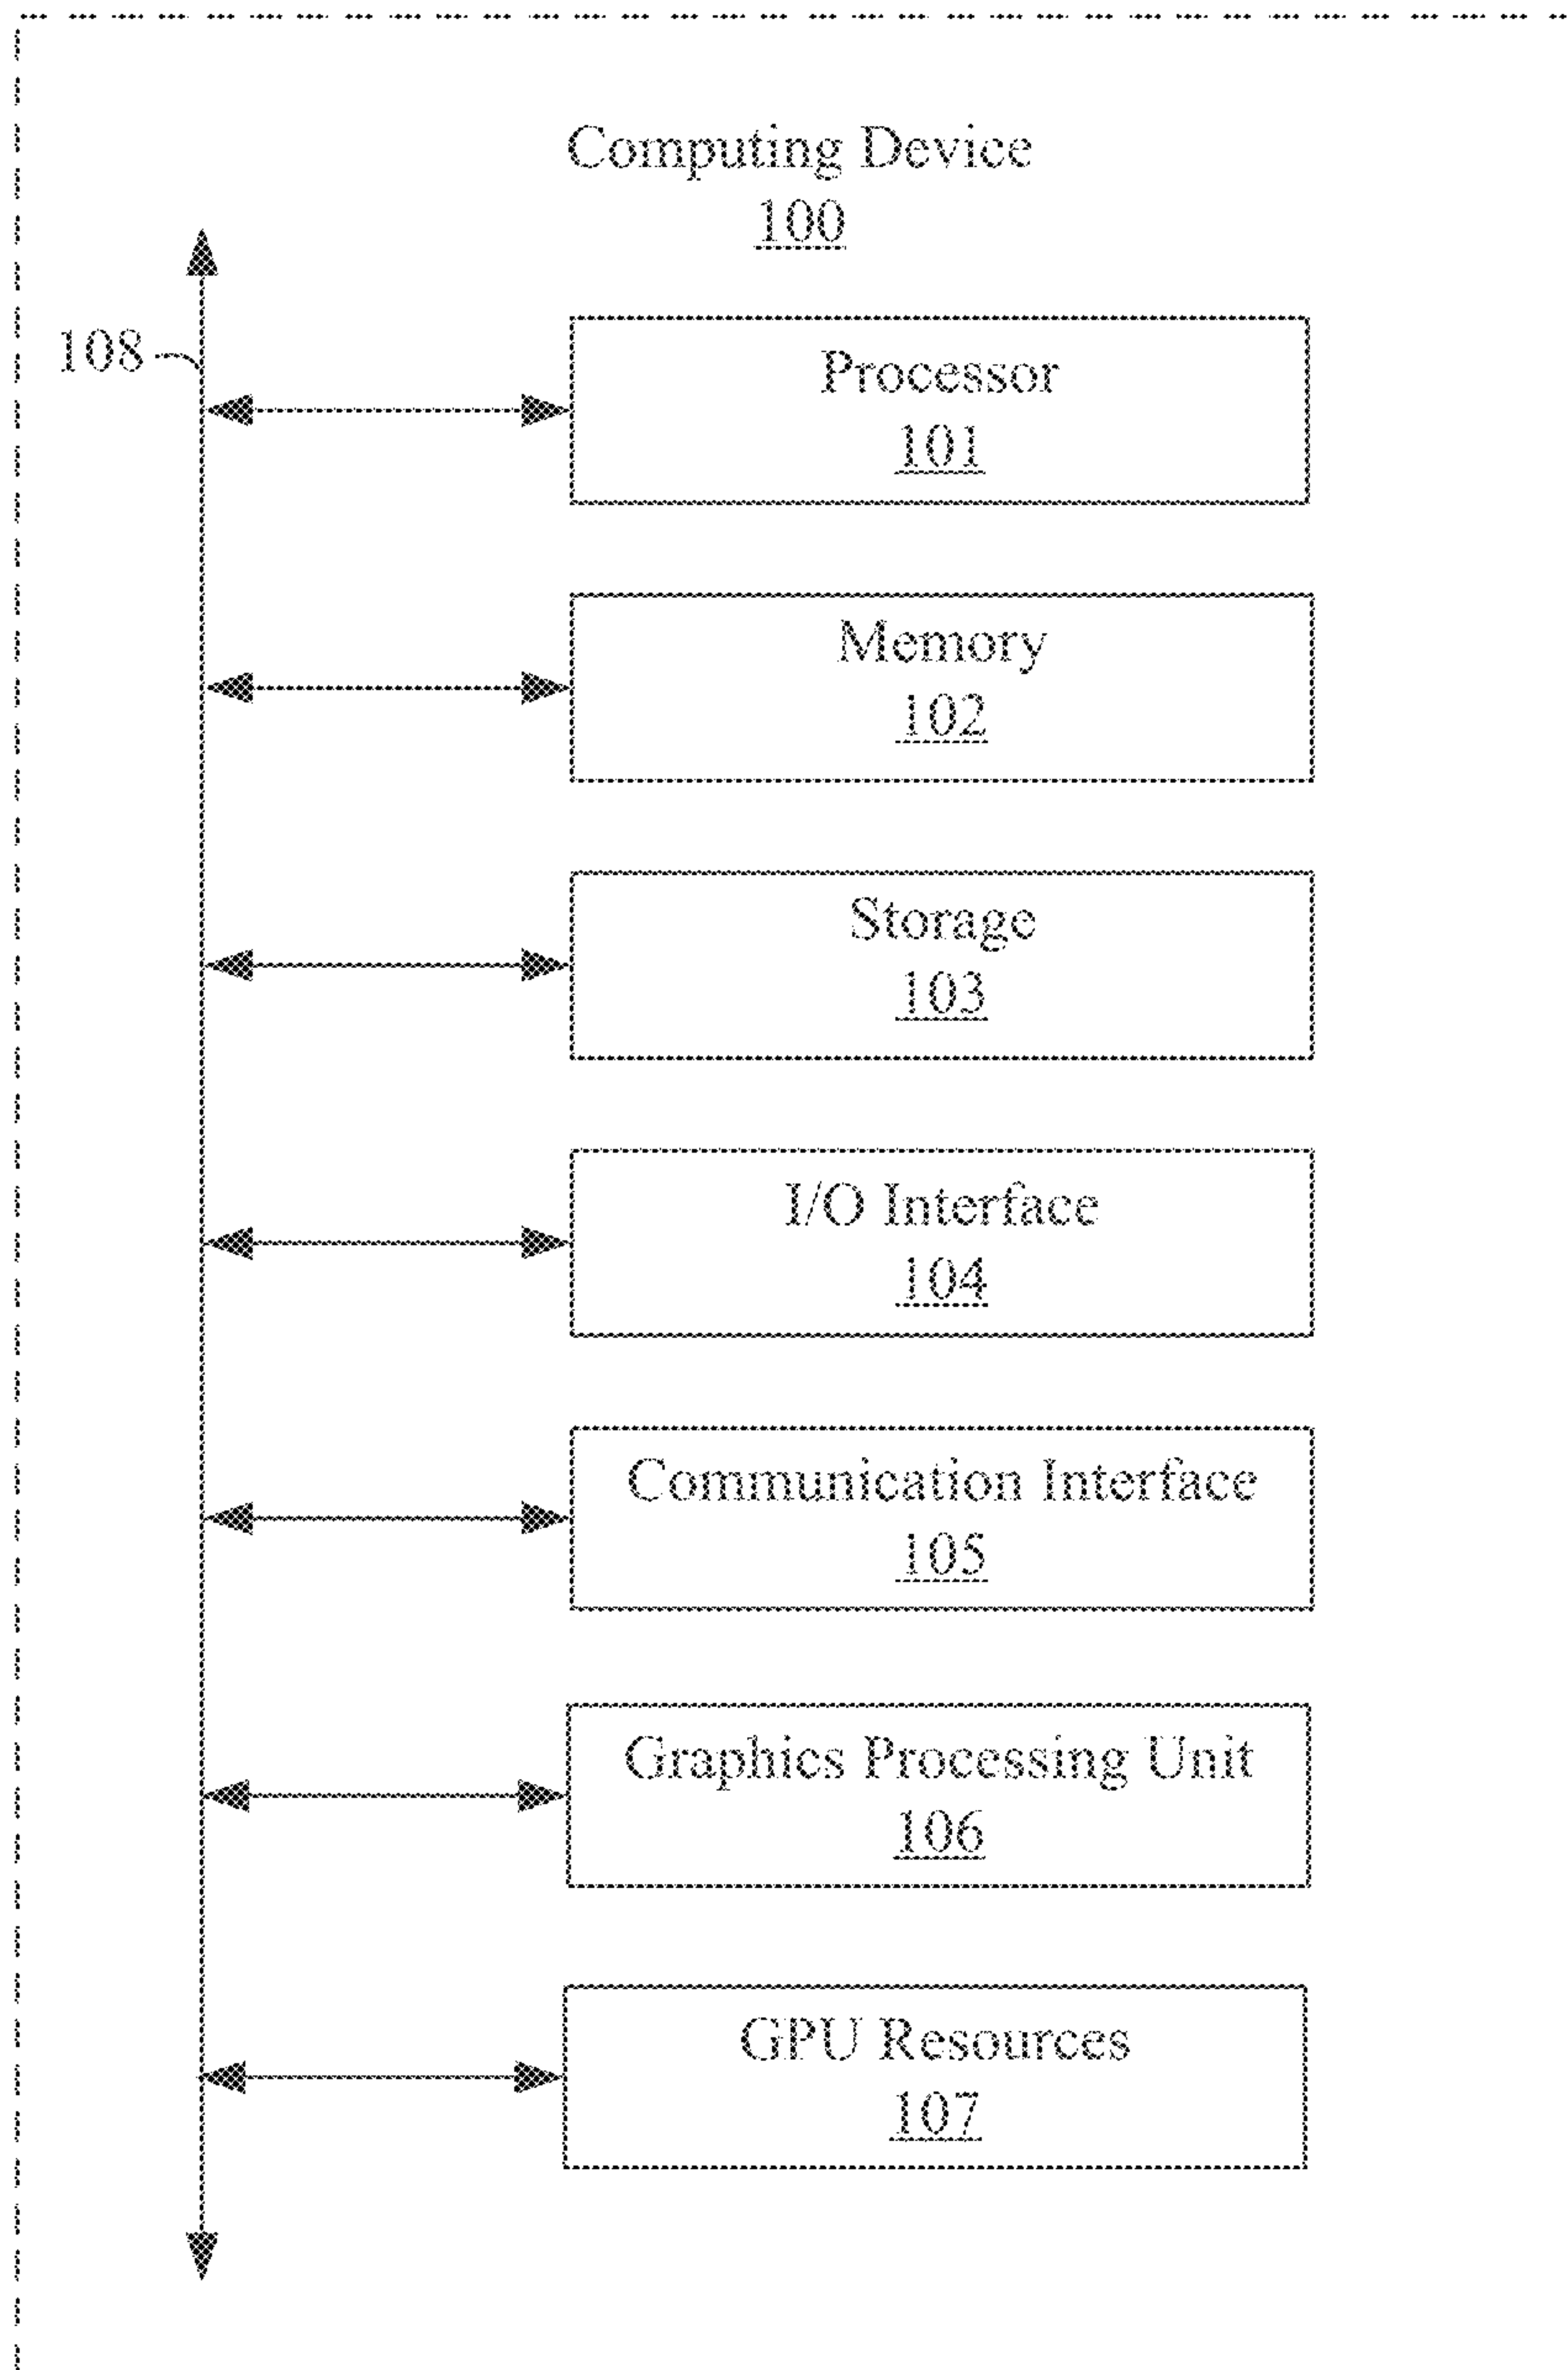 Computing Device
100
108
Processor
101
Memory
102
Storage
103
I/O Interface
104
Communication Interface
105
Graphics Processing Unit
106
GPU Resources
107